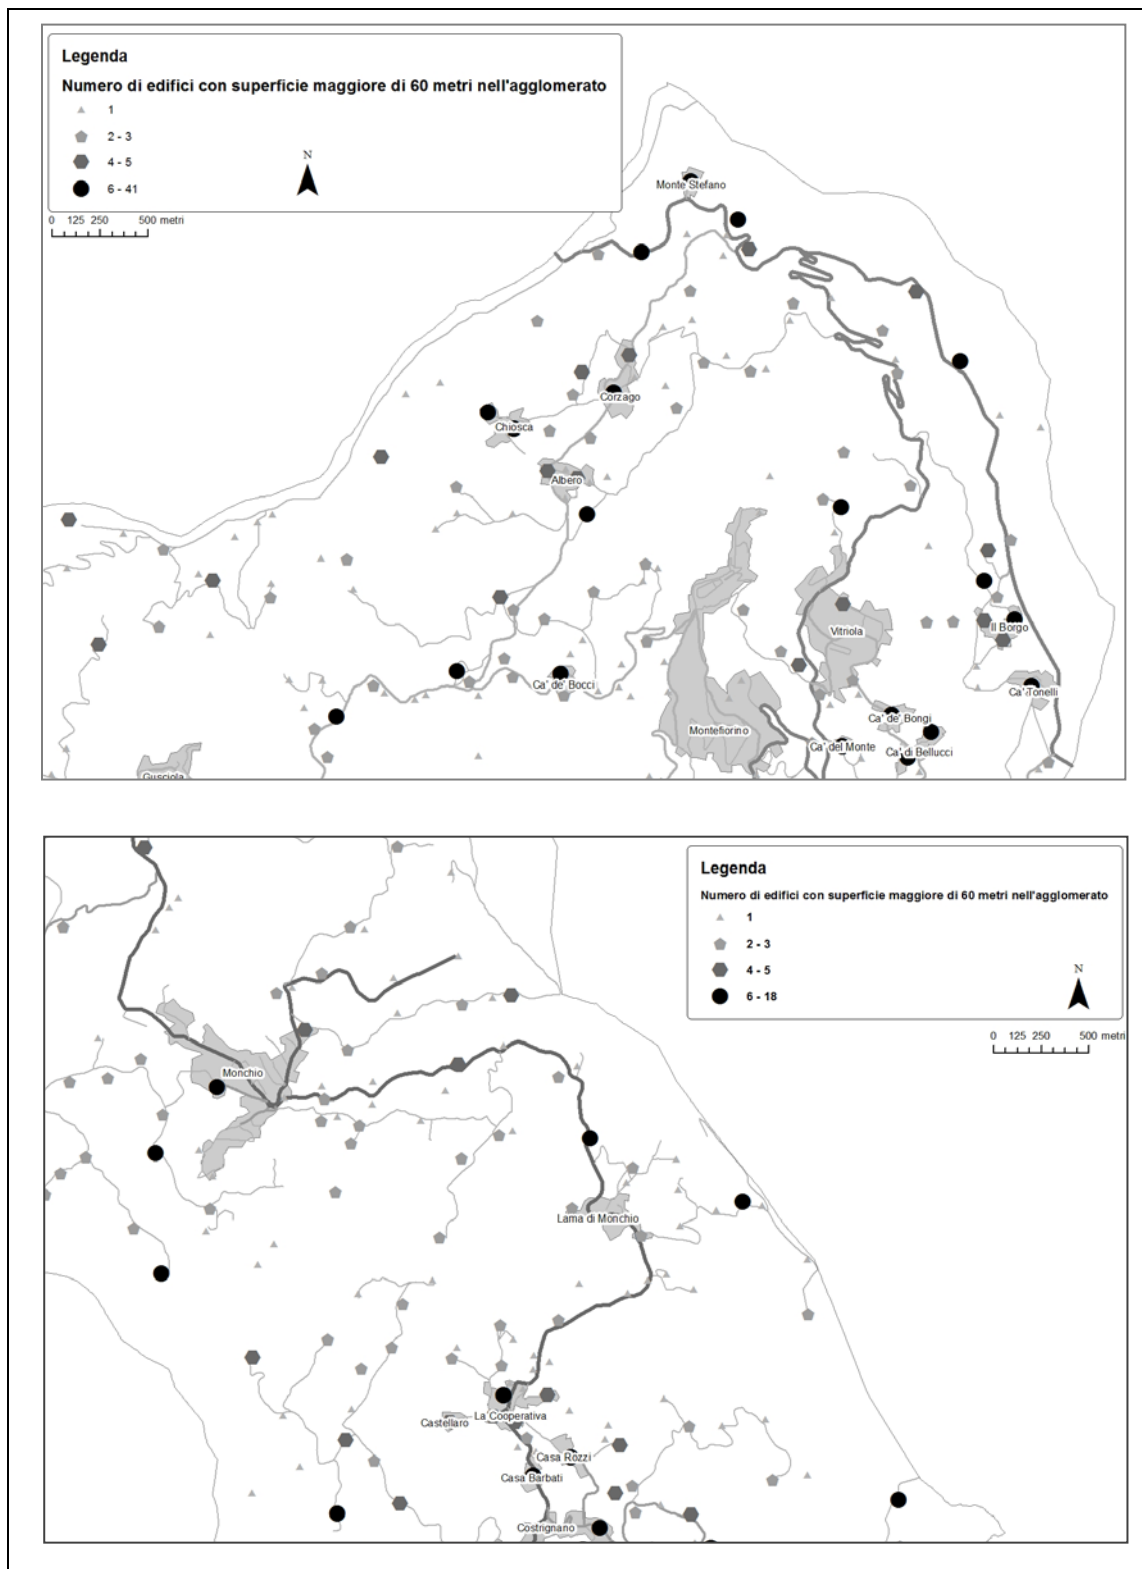 Legenda
Numero di edifici con superficie maggiore di 60 metri nell'agglomerato
1
2 - 3
4 - 5
6 - 41
N
0 125 250 500 metri
Monte Stefano
Corzago
Chiosca
Albero
Vitriola
Il Borgo
Ca' de' Bocci
Ca' Tonelli
Ca' de' Bongi
Montefiorino
Ca' del Monte
Ca' di Bellucci
Gusciola
Legenda
Numero di edifici con superficie maggiore di 60 metri nell'agglomerato
1
2 - 3
4 - 5
6 - 18
N
0 125 250 500 metri
Monchio
Lama di Monchio
La Cooperativa
Castellaro
Casa Rozzi
Casa Barbati
Costrignano